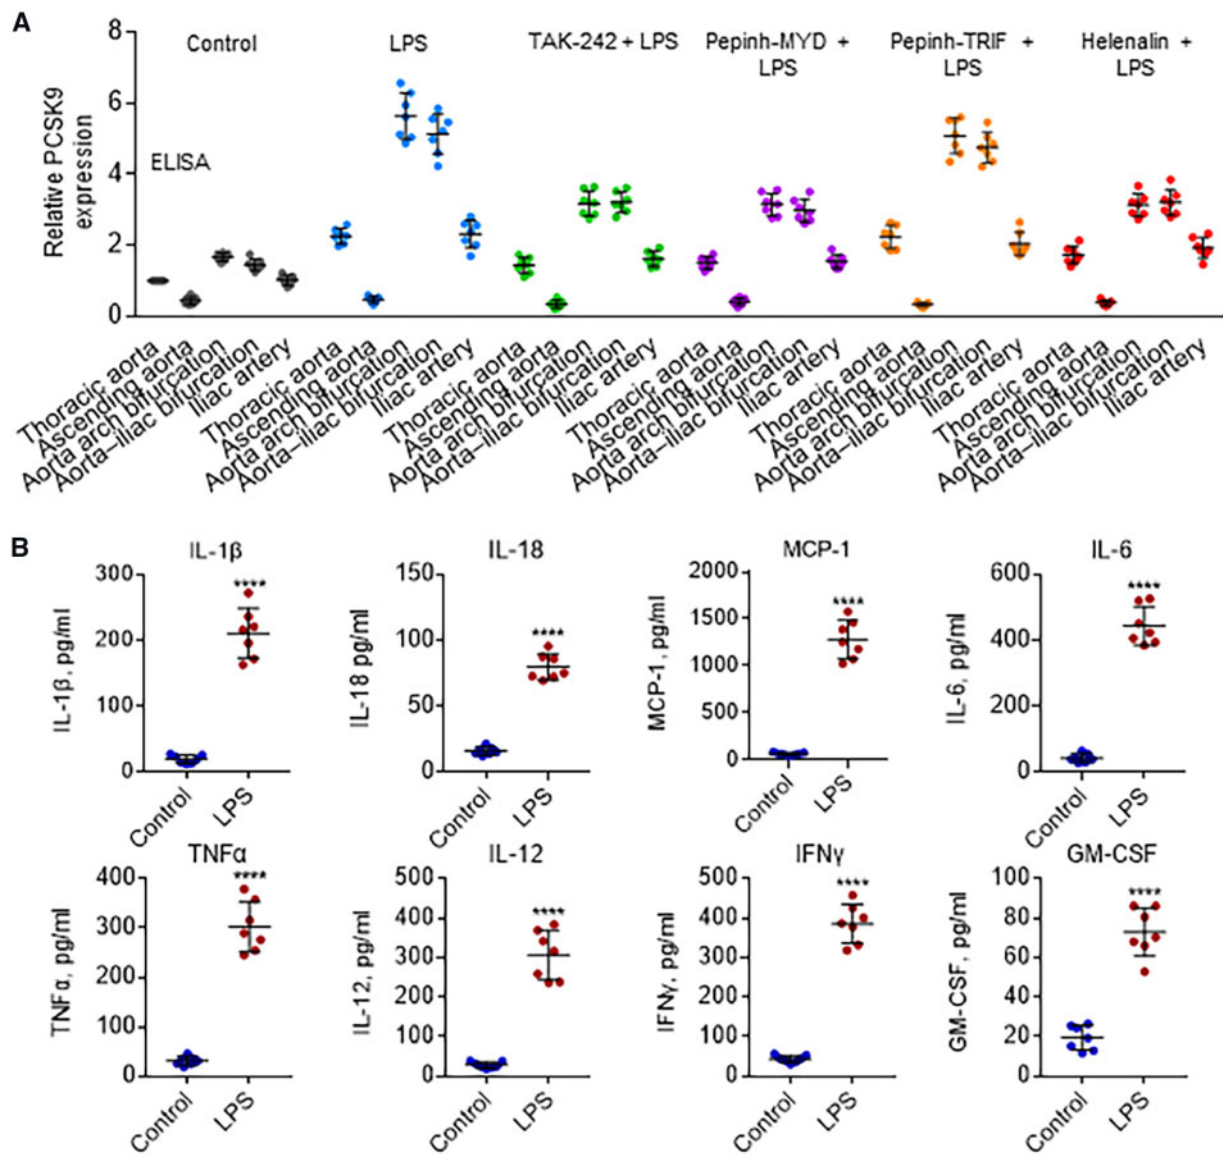 A
8
6
4
2
0
Relative PCSK9
expression
ELISA
Control
LPS
TAK-242 + LPS
Pepinh-MYD +
LPS
Pepinh-TRIF +
LPS
Helenalin +
LPS
Thoracic aorta
Ascending aorta
Aorta arch bifurcation
Aorta–iliac bifurcation
Iliac artery
Thoracic aorta
Ascending aorta
Aorta arch bifurcation
Aorta–iliac bifurcation
Iliac artery
Thoracic aorta
Ascending aorta
Aorta arch bifurcation
Aorta–iliac bifurcation
Iliac artery
Thoracic aorta
Ascending aorta
Aorta arch bifurcation
Aorta–iliac bifurcation
Iliac artery
Thoracic aorta
Ascending aorta
Aorta arch bifurcation
Aorta–iliac bifurcation
Iliac artery
Thoracic aorta
Ascending aorta
Aorta arch bifurcation
Aorta–iliac bifurcation
Iliac artery
B
IL-1β
IL-1β, pg/ml
300
200
100
0
****
Control
LPS
IL-18
IL-18 pg/ml
150
100
50
0
****
Control
LPS
MCP-1
MCP-1, pg/ml
2000
1500
1000
500
0
****
Control
LPS
IL-6
IL-6, pg/ml
600
400
200
0
****
Control
LPS
TNFα
TNFα, pg/ml
400
300
200
100
0
****
Control
LPS
IL-12
IL-12, pg/ml
500
400
300
200
100
0
****
Control
LPS
IFNγ
IFNγ, pg/ml
500
400
300
200
100
0
****
Control
LPS
GM-CSF
GM-CSF, pg/ml
100
80
60
40
20
0
****
Control
LPS